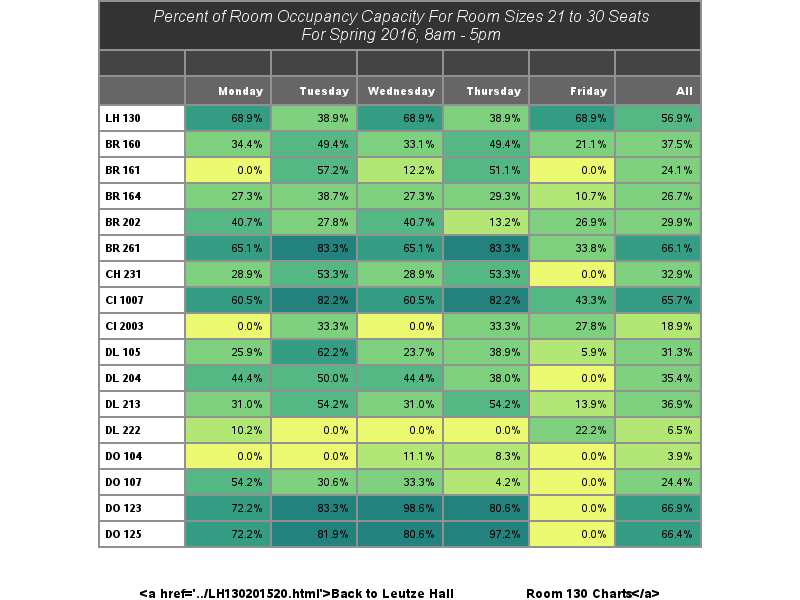 Percent of Room Occupancy Capacity For Room Sizes 21 to 30 Seats
For Spring 2016, 8am - 5pm
Monday Tuesday Wednesday Thursday Friday All
LH 130 68.9% 38.9% 68.9% 38.9% 68.9% 56.9%
BR 160 34.4% 49.4% 33.1% 49.4% 21.1% 37.5%
BR 161 0.0% 57.2% 12.2% 51.1% 0.0% 24.1%
BR 164 27.3% 38.7% 27.3% 29.3% 10.7% 26.7%
BR 202 40.7% 27.8% 40.7% 13.2% 26.9% 29.9%
BR 261 65.1% 83.3% 65.1% 83.3% 33.8% 66.1%
CH 231 28.9% 53.3% 28.9% 53.3% 0.0% 32.9%
CI 1007 60.5% 82.2% 60.5% 82.2% 43.3% 65.7%
CI 2003 0.0% 33.3% 0.0% 33.3% 27.8% 18.9%
DL 105 25.9% 62.2% 23.7% 38.9% 5.9% 31.3%
DL 204 44.4% 50.0% 44.4% 38.0% 0.0% 35.4%
DL 213 31.0% 54.2% 31.0% 54.2% 13.9% 36.9%
DL 222 10.2% 0.0% 0.0% 0.0% 22.2% 6.5%
DO 104 0.0% 0.0% 11.1% 8.3% 0.0% 3.9%
DO 107 54.2% 30.6% 33.3% 4.2% 0.0% 24.4%
DO 123 72.2% 83.3% 98.6% 80.6% 0.0% 66.9%
DO 125 72.2% 81.9% 80.6% 97.2% 0.0% 66.4%
<a href='../LH130201520.html'>Back to Leutze Hall Room 130 Charts</a>